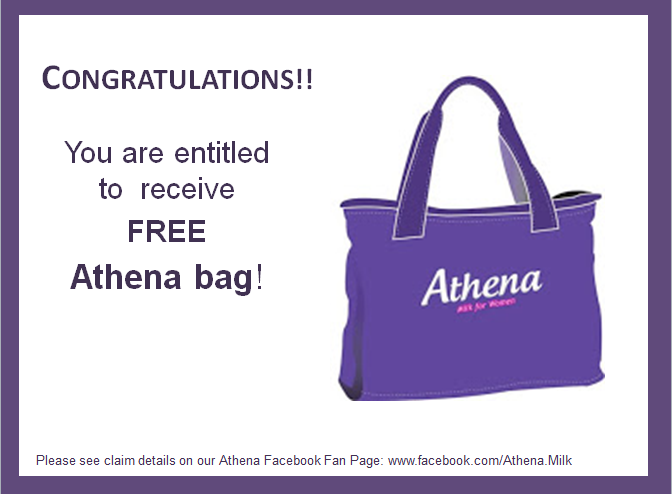 CONGRATULATIONS!!
You are entitled
to receive
FREE
Athena bag!
Athena
Milk for Women
Please see claim details on our Athena Facebook Fan Page: www.facebook.com/Athena.Milk